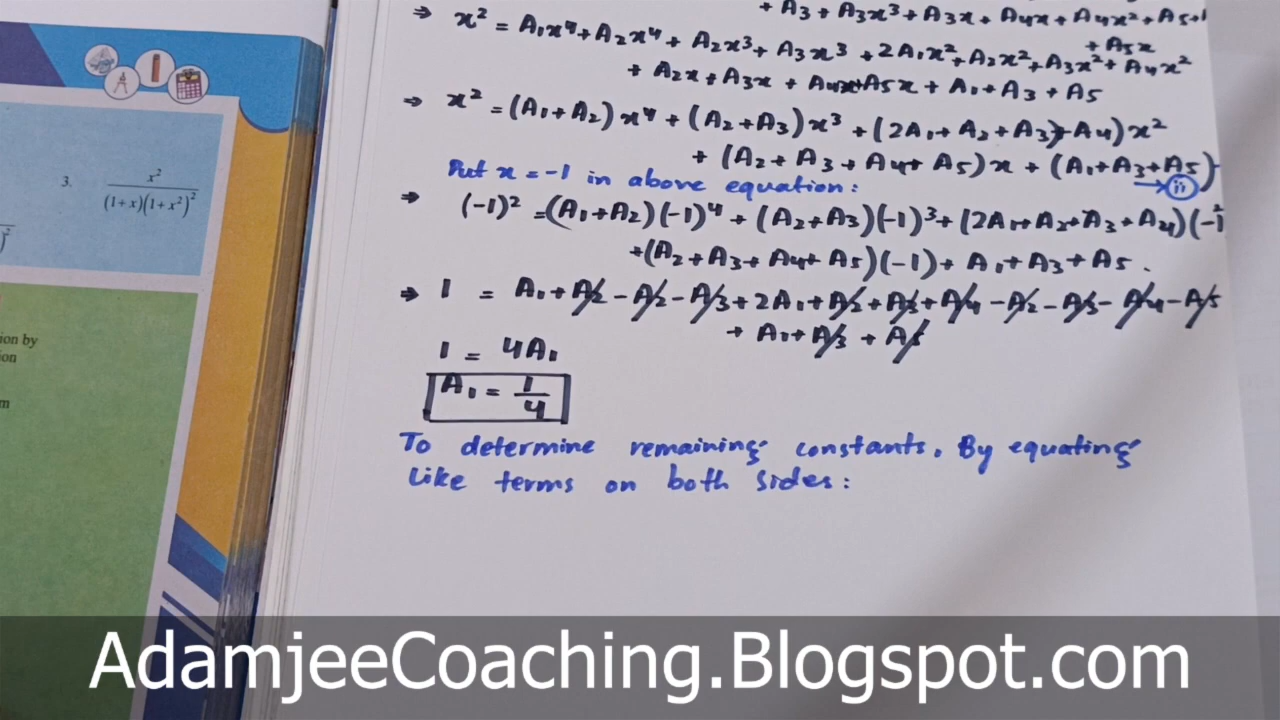 + A₃ + A₃x³ + A₃x + A₄x + A₄x² + A₅+1
+ A₅x
⇒ x² = A₁x⁴ + A₂x⁴ + A₂x³ + A₃x³ + 2A₁x² + A₂x² + A₃x² + A₄x²
+ A₂x + A₃x + A₄x + A₅x + A₁ + A₃ + A₅
⇒ x² = (A₁+A₂)x⁴ + (A₂+A₃)x³ + (2A₁+A₂+A₃+A₄)x²
+ (A₂+A₃+A₄+A₅)x + (A₁+A₃+A₅)
→ ii
Put x = -1 in above equation:
⇒ (-1)² = (A₁+A₂)(-1)⁴ + (A₂+A₃)(-1)³ + (2A₁+A₂+A₃+A₄)(-1)²
+(A₂+A₃+A₄+A₅)(-1) + A₁+A₃+A₅.
⇒ 1 = A₁+A₂-A₂-A₃+2A₁+A₂+A₃+A₄-A₂-A₃-A₄-A₅
+ A₁+A₃+A₅
1 = 4A₁
A₁ = 1/4
To determine remaining constants. By equating
Like terms on both sides:
3. x²/(1+x)(1+x²)²
)²
ion by
ion
m
AdamjeeCoaching.Blogspot.com